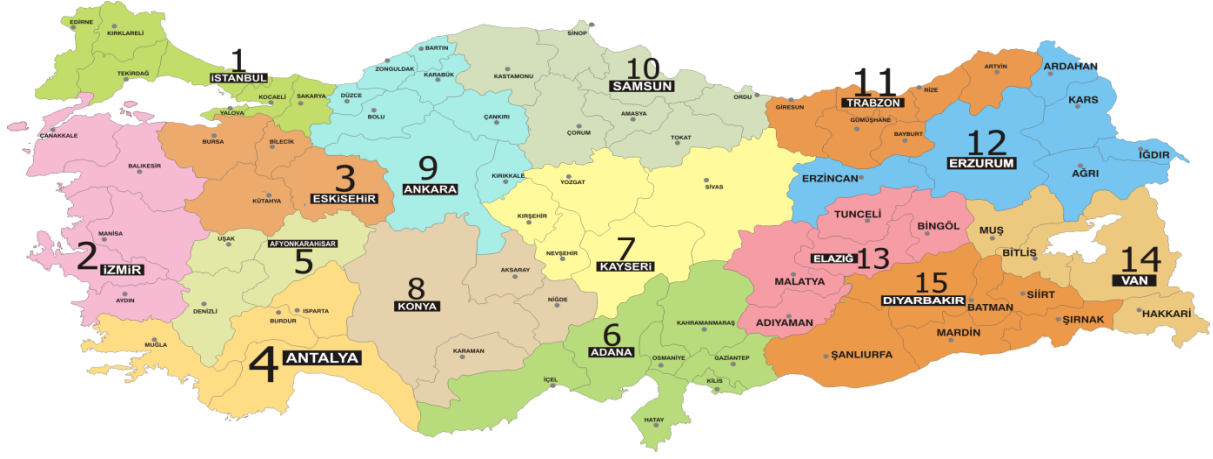 EDİRNE
KIRKLARELİ
TEKİRDAĞ
1
İSTANBUL
KOCAELİ
SAKARYA
YALOVA
ÇANAKKALE
BALIKESİR
MANİSA
2
İZMİR
AYDIN
BURSA
BİLECİK
3
ESKİSEHİR
KÜTAHYA
UŞAK
AFYONKARAHİSAR
5
DENİZLİ
ISPARTA
BURDUR
MUĞLA
4
ANTALYA
BARTIN
ZONGULDAK
KARABÜK
DÜZCE
BOLU
ÇANKIRI
9
ANKARA
KIRIKKALE
SİNOP
KASTAMONU
10
SAMSUN
ORDU
AMASYA
ÇORUM
TOKAT
YOZGAT
SİVAS
KIRŞEHİR
NEVŞEHİR
7
KAYSERİ
AKSARAY
8
KONYA
NİĞDE
KARAMAN
6
ADANA
KAHRAMANMARAŞ
OSMANİYE
GAZİANTEP
İÇEL
KİLİS
HATAY
ARTVİN
RİZE
11
TRABZON
GİRESUN
GÜMÜŞHANE
BAYBURT
ARDAHAN
KARS
12
ERZURUM
IĞDIR
AĞRI
ERZİNCAN
TUNCELİ
BİNGÖL
ELAZIĞ
13
MALATYA
ADIYAMAN
MUŞ
BİTLİS
14
VAN
HAKKARİ
15
DİYARBAKIR
SİİRT
BATMAN
ŞIRNAK
MARDİN
ŞANLIURFA